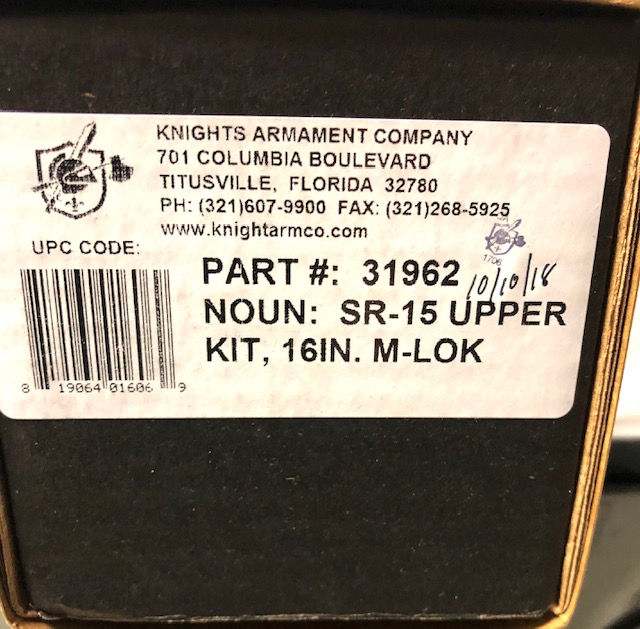 KNIGHTS ARMAMENT COMPANY
701 COLUMBIA BOULEVARD
TITUSVILLE, FLORIDA 32780
PH: (321)607-9900 FAX: (321)268-5925
www.knightarmco.com
UPC CODE:
8 19064 01606 9
PART #: 31962
1706
10/10/18
NOUN: SR-15 UPPER
KIT, 16IN. M-LOK